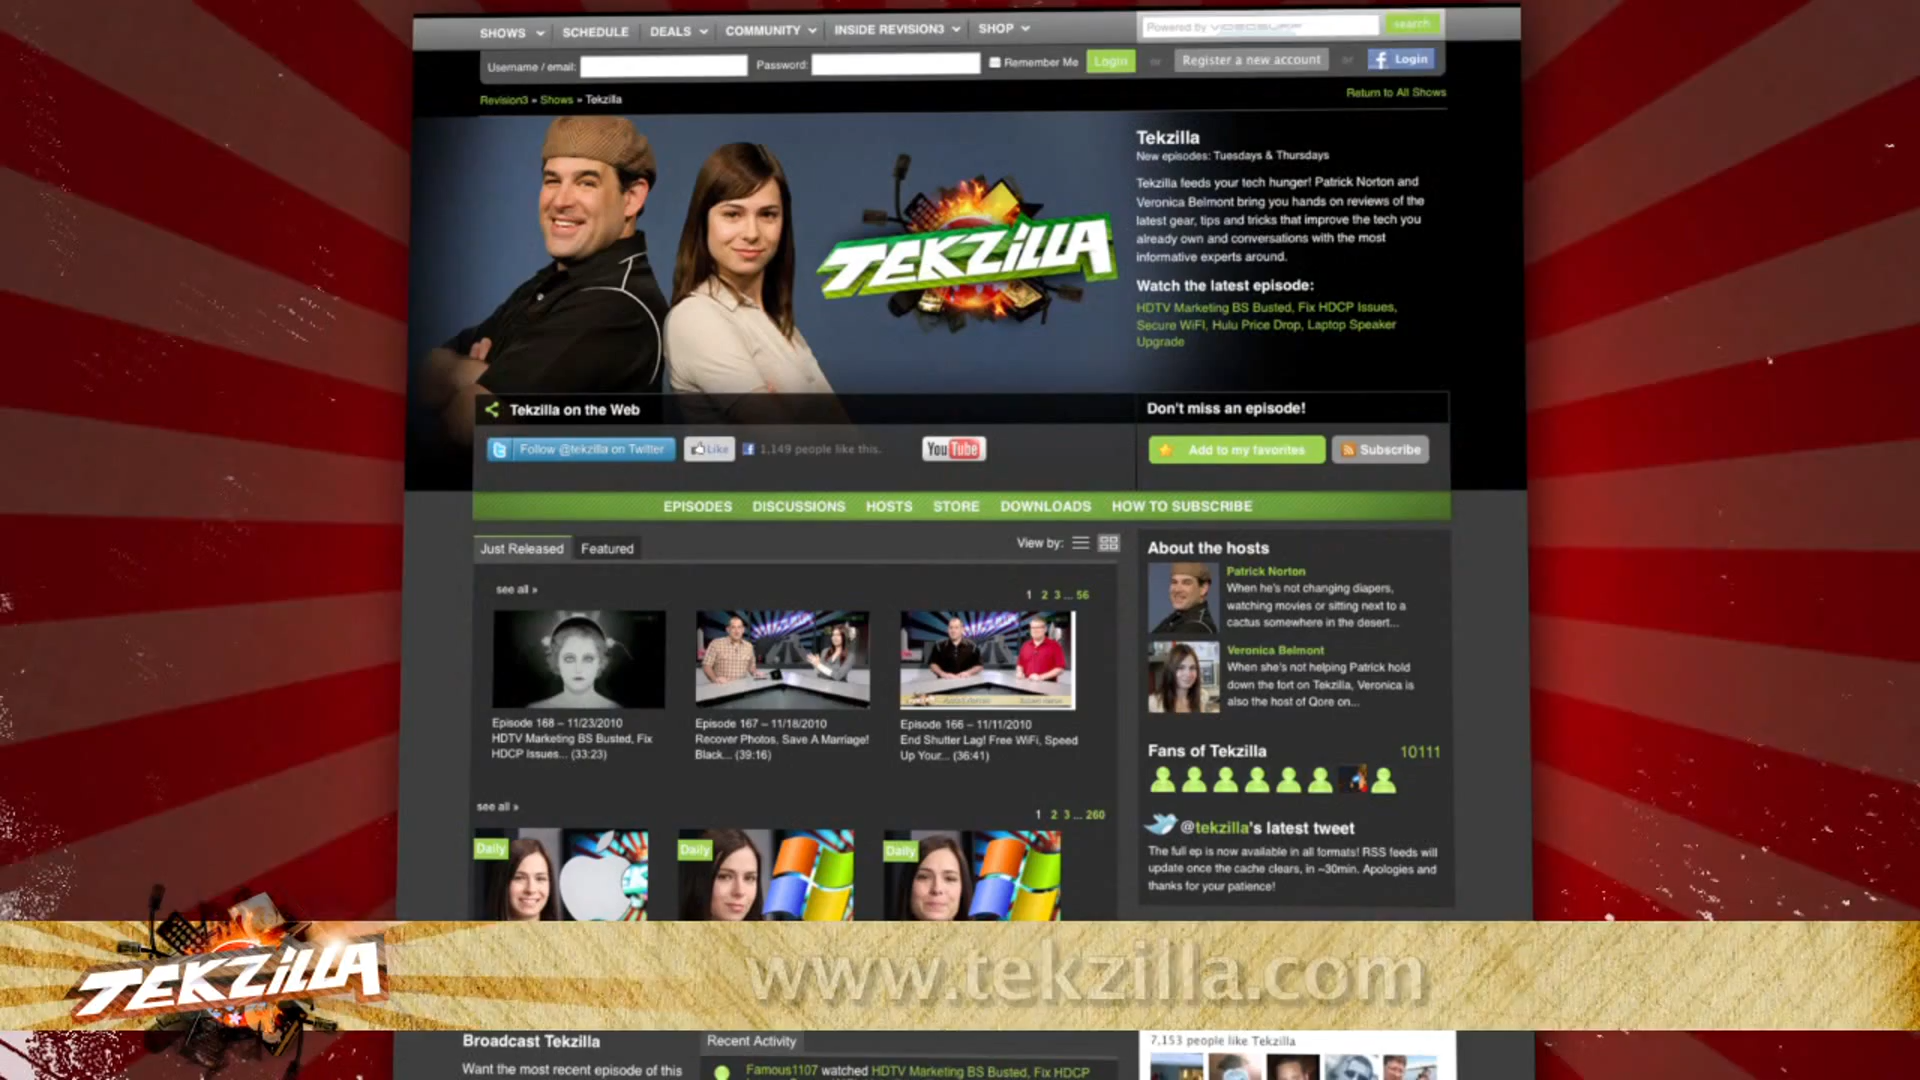 SHOWS SCHEDULE DEALS COMMUNITY INSIDE REVISION3 SHOP
Powered by VIDEOSURF search
Username / email: Password: Remember Me Login or Register a new account or f Login
Revision3 » Shows » Tekzilla
Return to All Shows
TEKZiLLA
Tekzilla
New episodes: Tuesdays & Thursdays
Tekzilla feeds your tech hunger! Patrick Norton and
Veronica Belmont bring you hands on reviews of the
latest gear, tips and tricks that improve the tech you
already own and conversations with the most
informative experts around.
Watch the latest episode:
HDTV Marketing BS Busted, Fix HDCP Issues,
Secure WiFi, Hulu Price Drop, Laptop Speaker
Upgrade
Tekzilla on the Web
Follow @tekzilla on Twitter Like f 1,149 people like this. YouTube
Don't miss an episode!
Add to my favorites Subscribe
EPISODES DISCUSSIONS HOSTS STORE DOWNLOADS HOW TO SUBSCRIBE
Just Released Featured View by:
see all »
1 2 3 ... 56
Episode 168 – 11/23/2010
HDTV Marketing BS Busted, Fix
HDCP Issues... (33:23)
Episode 167 – 11/18/2010
Recover Photos, Save A Marriage!
Black... (39:16)
Episode 166 – 11/11/2010
End Shutter Lag! Free WiFi, Speed
Up Your... (36:41)
see all »
1 2 3 ... 260
Daily
Daily
Daily
About the hosts
Patrick Norton
When he's not changing diapers,
watching movies or sitting next to a
cactus somewhere in the desert...
Veronica Belmont
When she's not helping Patrick hold
down the fort on Tekzilla, Veronica is
also the host of Qore on...
Fans of Tekzilla 10111
@tekzilla's latest tweet
The full ep is now available in all formats! RSS feeds will
update once the cache clears, in ~30min. Apologies and
thanks for your patience!
TEKZiLLA
www.tekzilla.com
Broadcast Tekzilla
Want the most recent episode of this
Recent Activity
Famous1107 watched HDTV Marketing BS Busted, Fix HDCP
7,153 people like Tekzilla